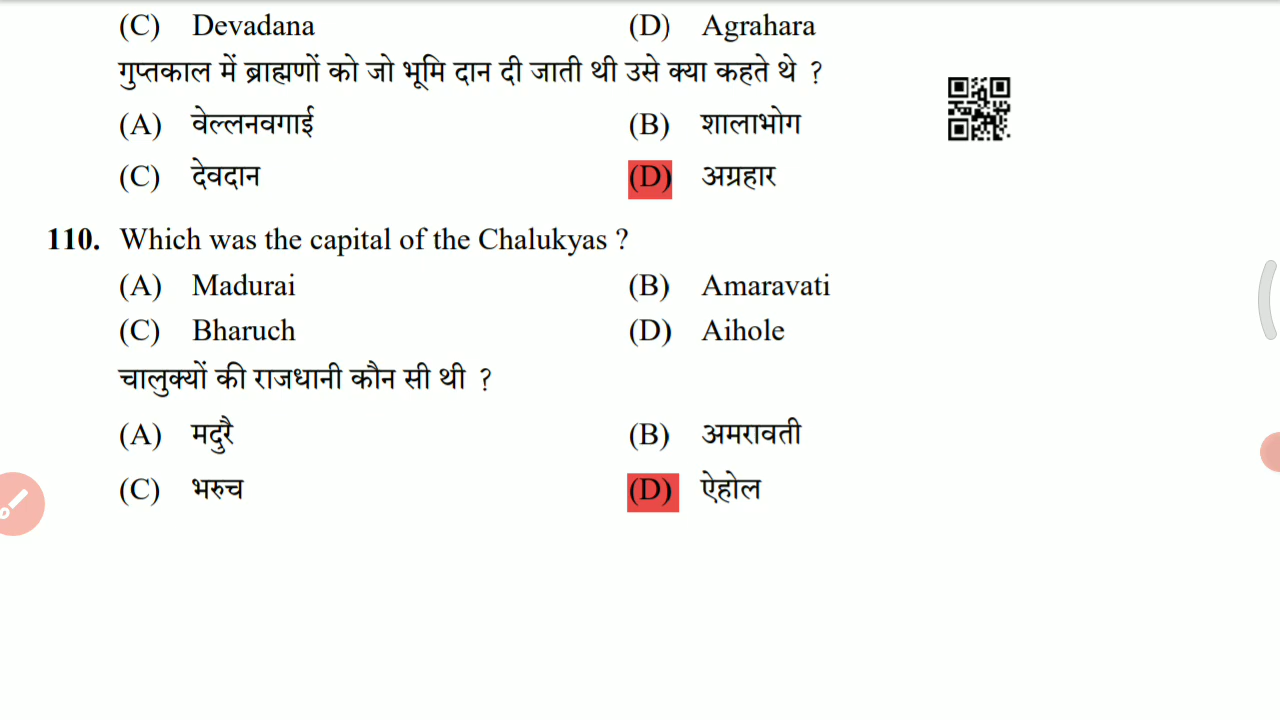 (C) Devadana (D) Agrahara
गुप्तकाल में ब्राह्मणों को जो भूमि दान दी जाती थी उसे क्या कहते थे ?
(A) वेल्लनवगाई (B) शालाभोग
(C) देवदान (D) अग्रहार
110. Which was the capital of the Chalukyas ?
(A) Madurai (B) Amaravati
(C) Bharuch (D) Aihole
चालुक्यों की राजधानी कौन सी थी ?
(A) मदुरै (B) अमरावती
(C) भरुच (D) ऐहोल